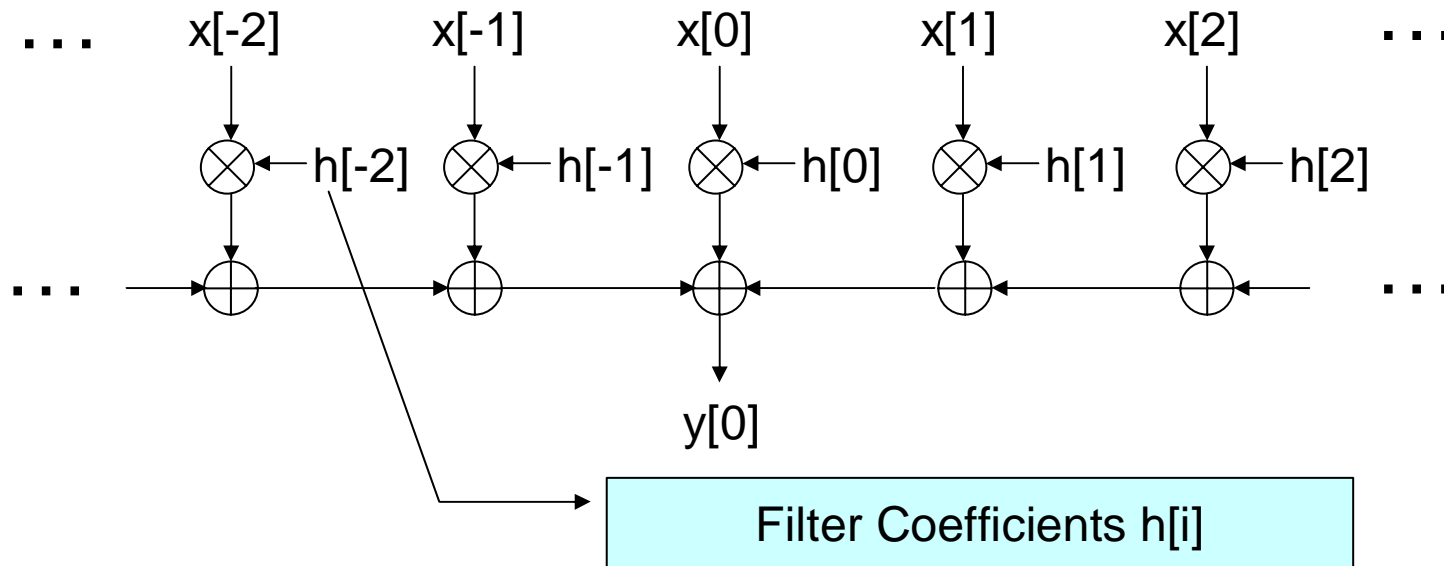 ... x[-2] x[-1] x[0] x[1] x[2] ...
h[-2] h[-1] h[0] h[1] h[2]
... ...
y[0]
Filter Coefficients h[i]